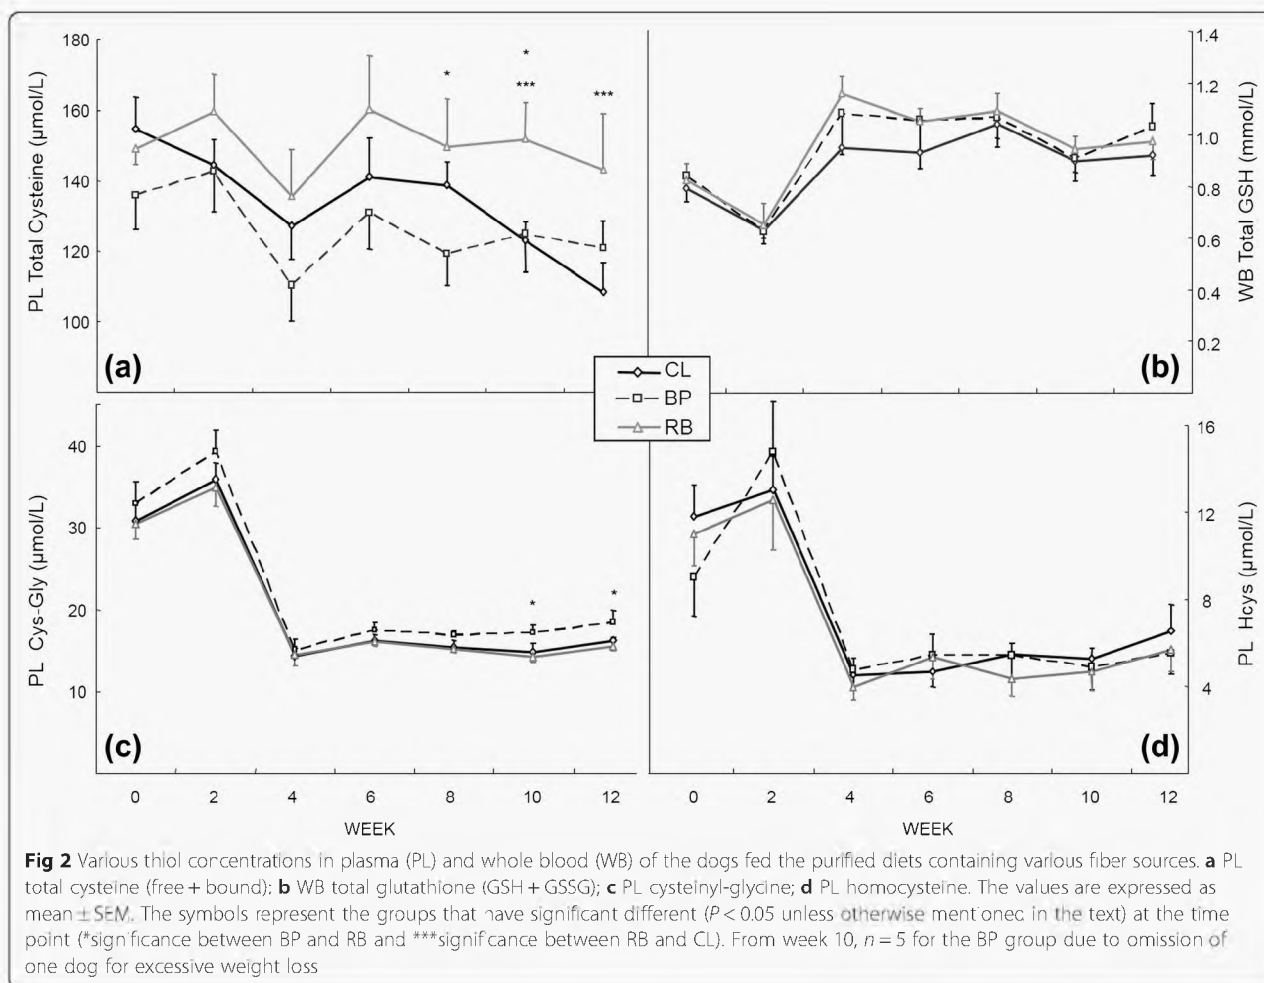 180
160
140
120
100
PL Total Cysteine (µmol/L)
*
*
***
***
(a)
1.4
1.2
1.0
0.8
0.6
0.4
0.2
WB Total GSH (mmol/L)
(b)
CL
BP
RB
40
30
20
10
PL Cys-Gly (µmol/L)
*
*
(c)
16
12
8
4
PL Hcys (µmol/L)
(d)
0 2 4 6 8 10 12
WEEK
0 2 4 6 8 10 12
WEEK
Fig 2 Various thiol concentrations in plasma (PL) and whole blood (WB) of the dogs fed the purified diets containing various fiber sources. a PL
total cysteine (free + bound); b WB total glutathione (GSH + GSSG); c PL cysteinyl-glycine; d PL homocysteine. The values are expressed as
mean ± SEM. The symbols represent the groups that have significant different (P < 0.05 unless otherwise mentioned in the text) at the time
point (*significance between BP and RB and ***significance between RB and CL). From week 10, n = 5 for the BP group due to omission of
one dog for excessive weight loss